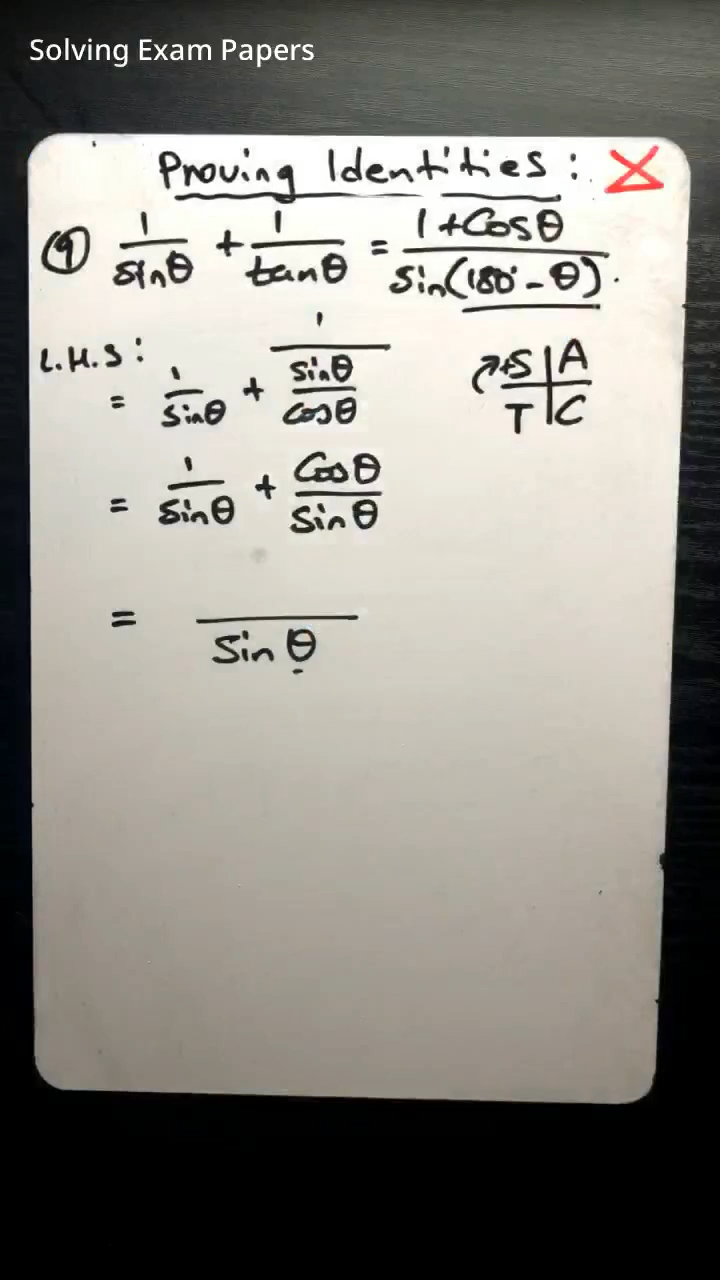 Solving Exam Papers
Proving Identities:
9 1/sinθ + 1/tanθ = 1+Cosθ/sin(180°-θ).
L.H.S:
= 1/sinθ + 1/(sinθ/cosθ)
+S A
T C
= 1/sinθ + Cosθ/sinθ
= /Sinθ